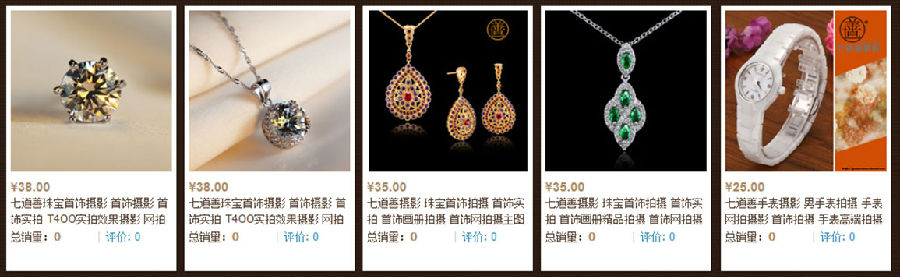 ¥38.00
七道善珠宝首饰摄影 首饰摄影 首
饰实拍 T400实拍效果摄影 网拍
总销量：0 评价: 0
¥38.00
七道善珠宝首饰摄影 首饰摄影 首
饰实拍 T400实拍效果摄影 网拍
总销量：0 评价: 0
善
¥35.00
七道善摄影 珠宝首饰拍摄 首饰实
拍 首饰画册拍摄 首饰网拍摄主图
总销量：0 评价: 0
¥35.00
七道善摄影 珠宝首饰拍摄 首饰实
拍 首饰画册精品拍摄 首饰网拍摄
总销量：0 评价: 0
善
¥25.00
七道善手表摄影 男手表拍摄 手表
网拍摄影 首饰拍摄 手表高端拍摄
总销量：0 评价: 0